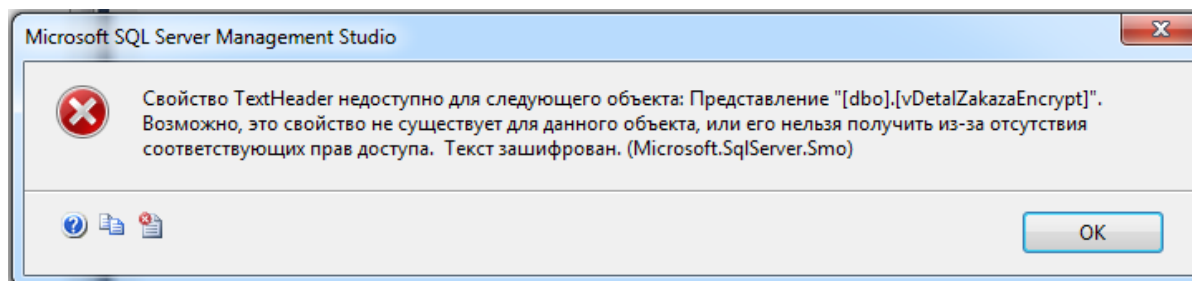 Microsoft SQL Server Management Studio
Свойство TextHeader недоступно для следующего объекта: Представление "[dbo].[vDetalZakazaEncrypt]".
Возможно, это свойство не существует для данного объекта, или его нельзя получить из-за отсутствия
соответствующих прав доступа.  Текст зашифрован. (Microsoft.SqlServer.Smo)
OK